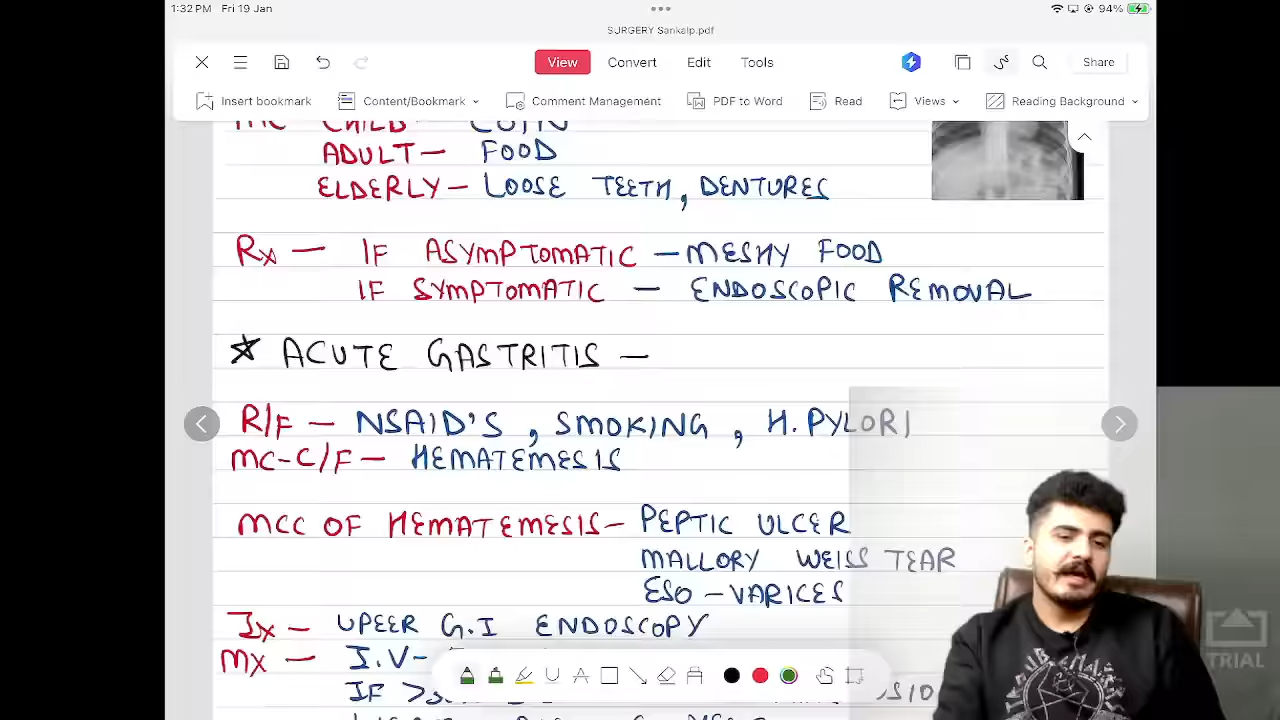 1:32 PM Fri 19 Jan
94%
SURGERY Sankalp.pdf
View Convert Edit Tools
Share
Insert bookmark Content/Bookmark Comment Management PDF to Word Read Views Reading Background
CHILD
ADULT — FOOD
ELDERLY — LOOSE TEETH, DENTURES
Rx — IF ASYMPTOMATIC — MESHY FOOD
IF SYMPTOMATIC — ENDOSCOPIC REMOVAL
ACUTE GASTRITIS —
R/F — NSAID'S, SMOKING, H. PYLORI
MC-C/F — HEMATEMESIS
MCC OF HEMATEMESIS — PEPTIC ULCER
MALLORY WEISS TEAR
ESO — VARICES
Ix — UPEER G.I ENDOSCOPY
Mx — I.V-
IF
TRIAL